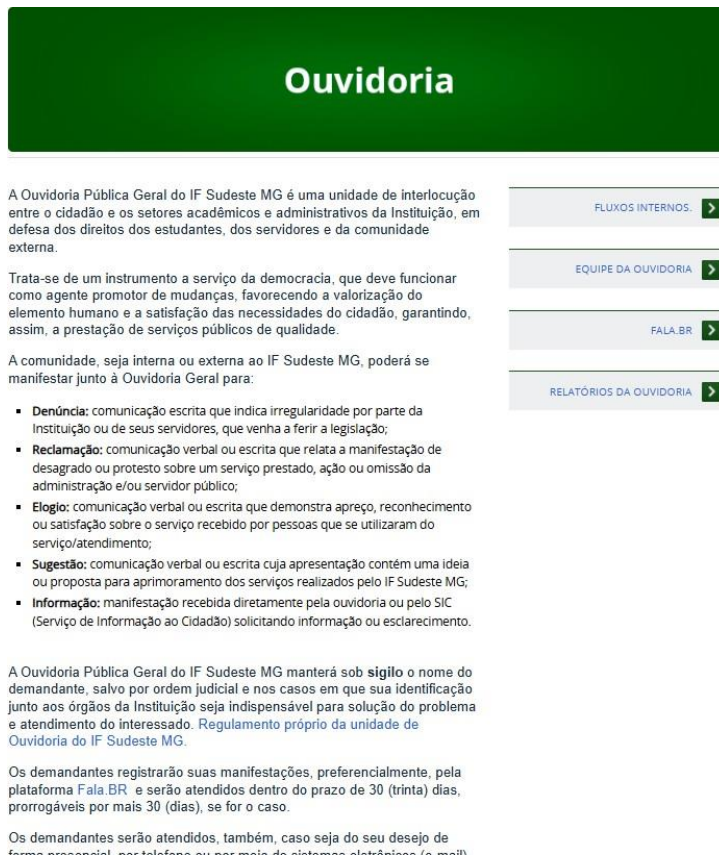 Ouvidoria
A Ouvidoria Pública Geral do IF Sudeste MG é uma unidade de interlocução
entre o cidadão e os setores acadêmicos e administrativos da Instituição, em
defesa dos direitos dos estudantes, dos servidores e da comunidade
externa.
Trata-se de um instrumento a serviço da democracia, que deve funcionar
como agente promotor de mudanças, favorecendo a valorização do
elemento humano e a satisfação das necessidades do cidadão, garantindo,
assim, a prestação de serviços públicos de qualidade.
A comunidade, seja interna ou externa ao IF Sudeste MG, poderá se
manifestar junto à Ouvidoria Geral para:
▪ Denúncia: comunicação escrita que indica irregularidade por parte da
Instituição ou de seus servidores, que venha a ferir a legislação;
▪ Reclamação: comunicação verbal ou escrita que relata a manifestação de
desagrado ou protesto sobre um serviço prestado, ação ou omissão da
administração e/ou servidor público;
▪ Elogio: comunicação verbal ou escrita que demonstra apreço, reconhecimento
ou satisfação sobre o serviço recebido por pessoas que se utilizaram do
serviço/atendimento;
▪ Sugestão: comunicação verbal ou escrita cuja apresentação contém uma ideia
ou proposta para aprimoramento dos serviços realizados pelo IF Sudeste MG;
▪ Informação: manifestação recebida diretamente pela ouvidoria ou pelo SIC
(Serviço de Informação ao Cidadão) solicitando informação ou esclarecimento.
A Ouvidoria Pública Geral do IF Sudeste MG manterá sob sigilo o nome do
demandante, salvo por ordem judicial e nos casos em que sua identificação
junto aos órgãos da Instituição seja indispensável para solução do problema
e atendimento do interessado. Regulamento próprio da unidade de
Ouvidoria do IF Sudeste MG.
Os demandantes registrarão suas manifestações, preferencialmente, pela
plataforma Fala.BR e serão atendidos dentro do prazo de 30 (trinta) dias,
prorrogáveis por mais 30 (dias), se for o caso.
Os demandantes serão atendidos, também, caso seja do seu desejo de
forma presencial, por telefone ou por meio de sistemas eletrônicos (e-mail)
FLUXOS INTERNOS.
EQUIPE DA OUVIDORIA
FALA.BR
RELATÓRIOS DA OUVIDORIA